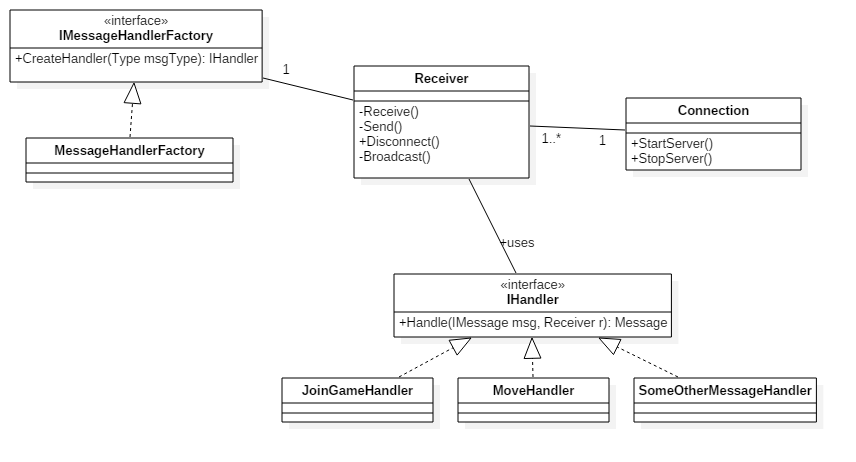 «interface»
IMessageHandlerFactory
+CreateHandler(Type msgType): IHandler
1
MessageHandlerFactory
Receiver
-Receive()
-Send()
+Disconnect()
-Broadcast()
1..*
1
Connection
+StartServer()
+StopServer()
+uses
«interface»
IHandler
+Handle(IMessage msg, Receiver r): Message
JoinGameHandler
MoveHandler
SomeOtherMessageHandler